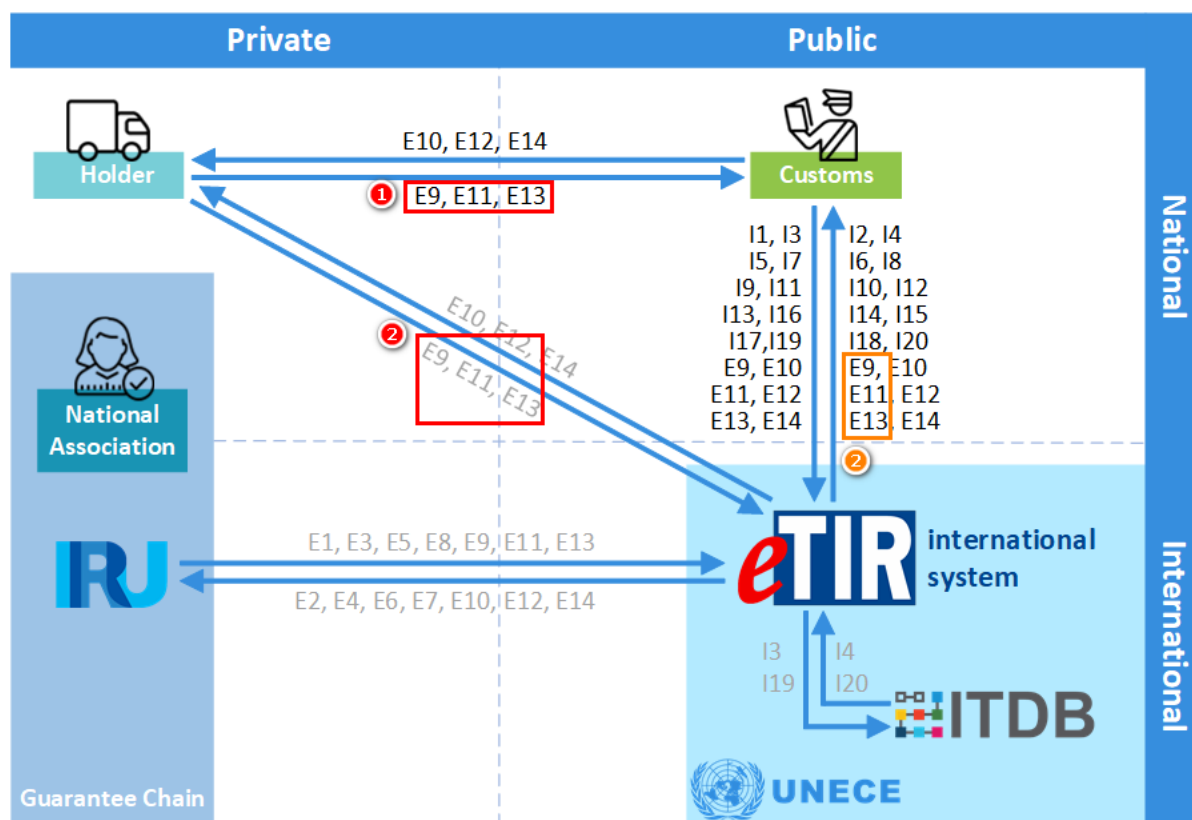 Private
Public
National
International
E10, E12, E14
Holder
Customs
1
E9, E11, E13
I1, I3
I5, I7
I9, I11
I13, I16
I17,I19
E9, E10
E11, E12
E13, E14
I2, I4
I6, I8
I10, I12
I14, I15
I18, I20
E9, E10
E11, E12
E13, E14
2
E10, E12, E14
2
E9, E11, E13
National
Association
IRU
E1, E3, E5, E8, E9, E11, E13
E2, E4, E6, E7, E10, E12, E14
eTIR
international
system
I3
I19
I4
I20
ITDB
UNECE
Guarantee Chain